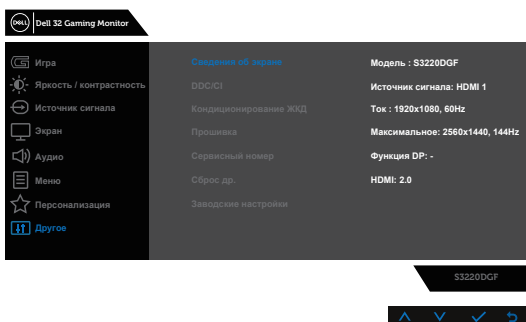 DELL Dell 32 Gaming Monitor
Игра
Яркость / контрастность
Источник сигнала
Экран
Аудио
Меню
Персонализация
Другое
Сведения об экране
DDC/CI
Кондиционирование ЖКД
Прошивка
Сервисный номер
Сброс др.
Заводские настройки
Модель : S3220DGF
Источник сигнала: HDMI 1
Ток : 1920x1080, 60Hz
Максимальное: 2560x1440, 144Hz
Функция DP: -
HDMI: 2.0
S3220DGF